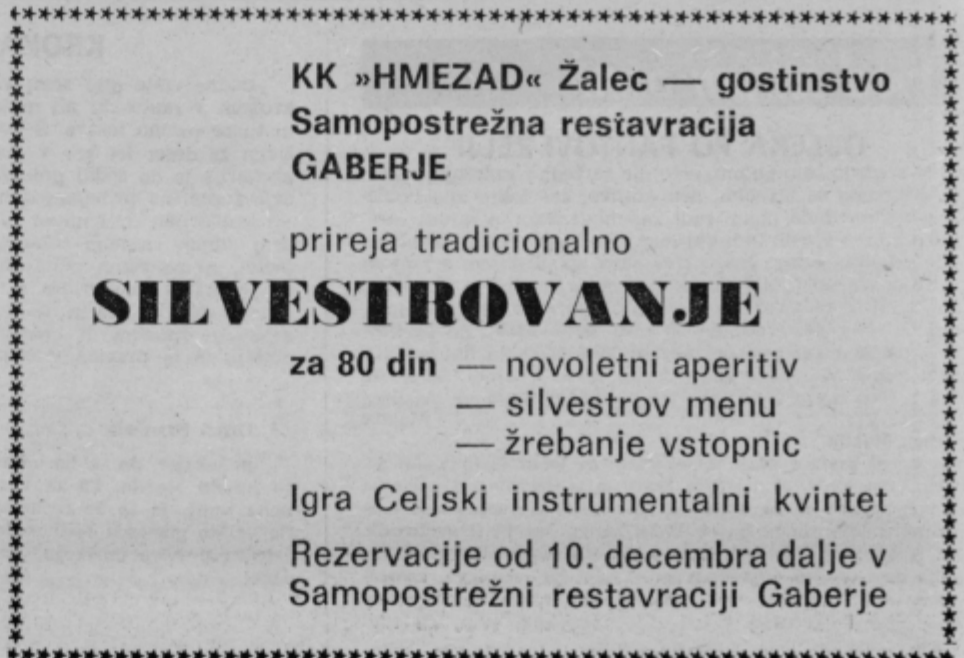 KK »HMEZAD« Žalec — gostinstvo
Samopostrežna restavracija
GABERJE
prireja tradicionalno
SILVESTROVANJE
za 80 din — novoletni aperitiv
— silvestrov menu
— žrebanje vstopnic
Igra Celjski instrumentalni kvintet
Rezervacije od 10. decembra dalje v
Samopostrežni restavraciji Gaberje